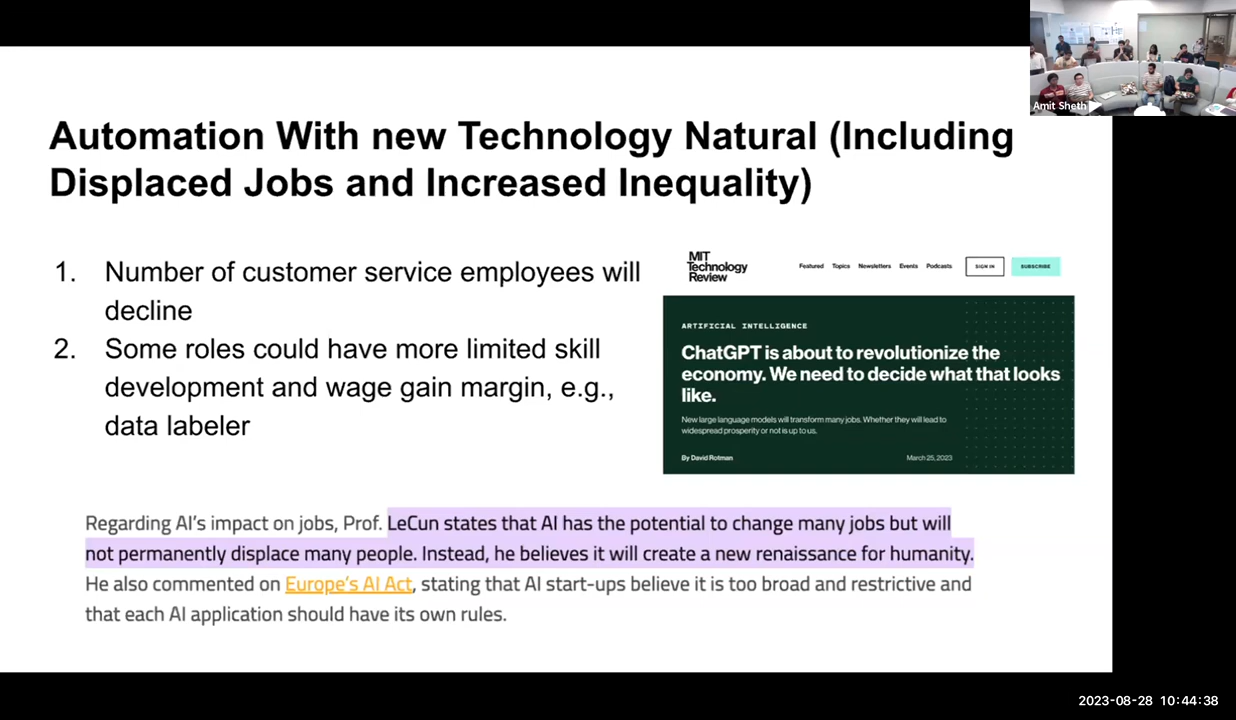 Amit Sheth
Automation With new Technology Natural (Including
Displaced Jobs and Increased Inequality)
1. Number of customer service employees will
decline
2. Some roles could have more limited skill
development and wage gain margin, e.g.,
data labeler
MIT
Technology
Review
Featured Topics Newsletters Events Podcasts SIGN IN SUBSCRIBE
ARTIFICIAL INTELLIGENCE
ChatGPT is about to revolutionize the
economy. We need to decide what that looks
like.
New large language models will transform many jobs. Whether they will lead to
widespread prosperity or not is up to us.
By David Rotman March 25, 2023
Regarding AI's impact on jobs, Prof. LeCun states that AI has the potential to change many jobs but will
not permanently displace many people. Instead, he believes it will create a new renaissance for humanity.
He also commented on Europe's AI Act, stating that AI start-ups believe it is too broad and restrictive and
that each AI application should have its own rules.
2023-08-28 10:44:38